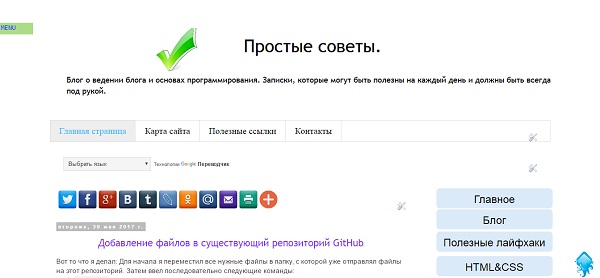 MENU
Простые советы.
Блог о ведении блога и основах программирования. Записки, которые могут быть полезны на каждый день и должны быть всегда
под рукой.
Главная страница Карта сайта Полезные ссылки Контакты
Выбрать язык Технологии Google Переводчик
вторник, 30 мая 2017 г.
Добавление файлов в существующий репозиторий GitHub
Вот то что я делал: Для начала я переместил все нужные файлы в папку, с которой уже отправлял файлы
на этот репозиторий. Затем ввел последовательно следующие команды:
Главное
Блог
Полезные лайфхаки
HTML&CSS